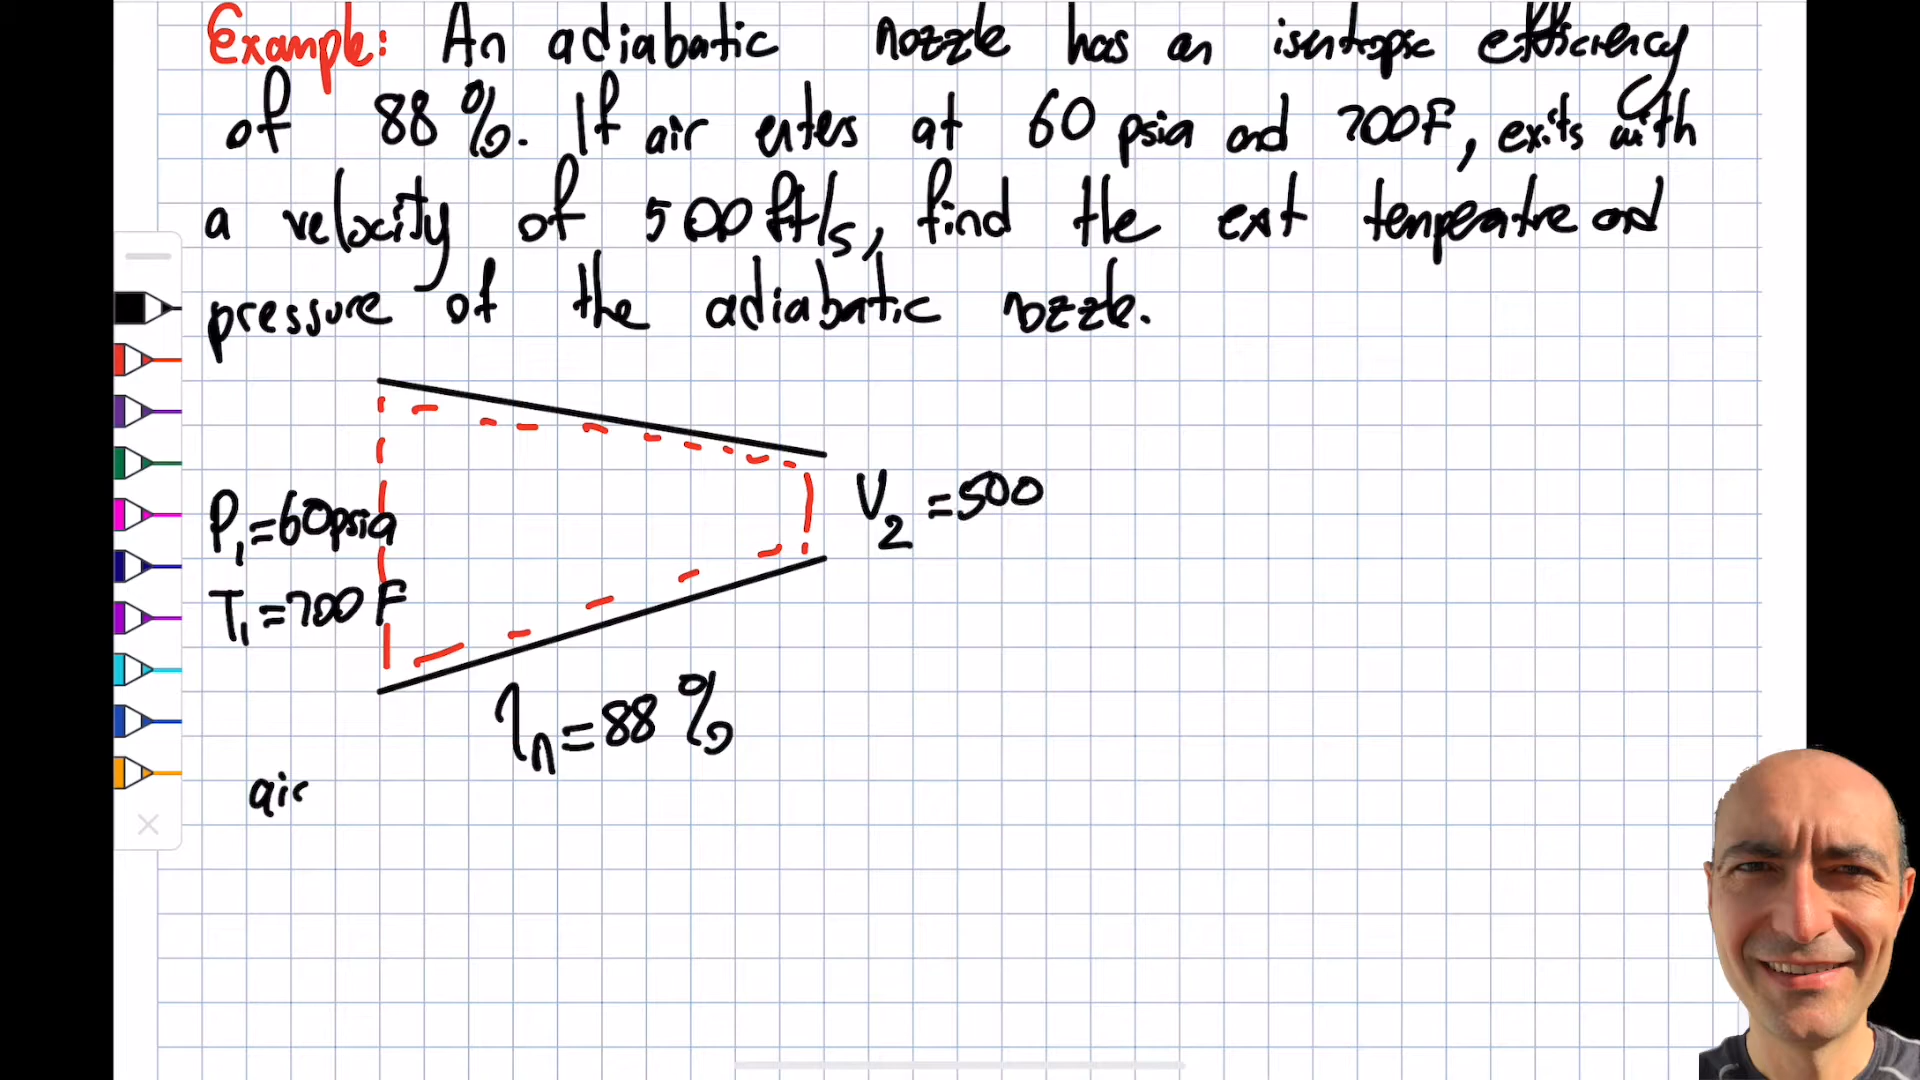 Example: An adiabatic nozzle has an isentropic efficiency
of 88%. If air enters at 60 psia and 700F, exits with
a velocity of 500 ft/s, find the exit temperature and
pressure of the adiabatic nozzle.
V2 = 500
P1 = 60psia
T1 = 700 F
ηn = 88 %
air